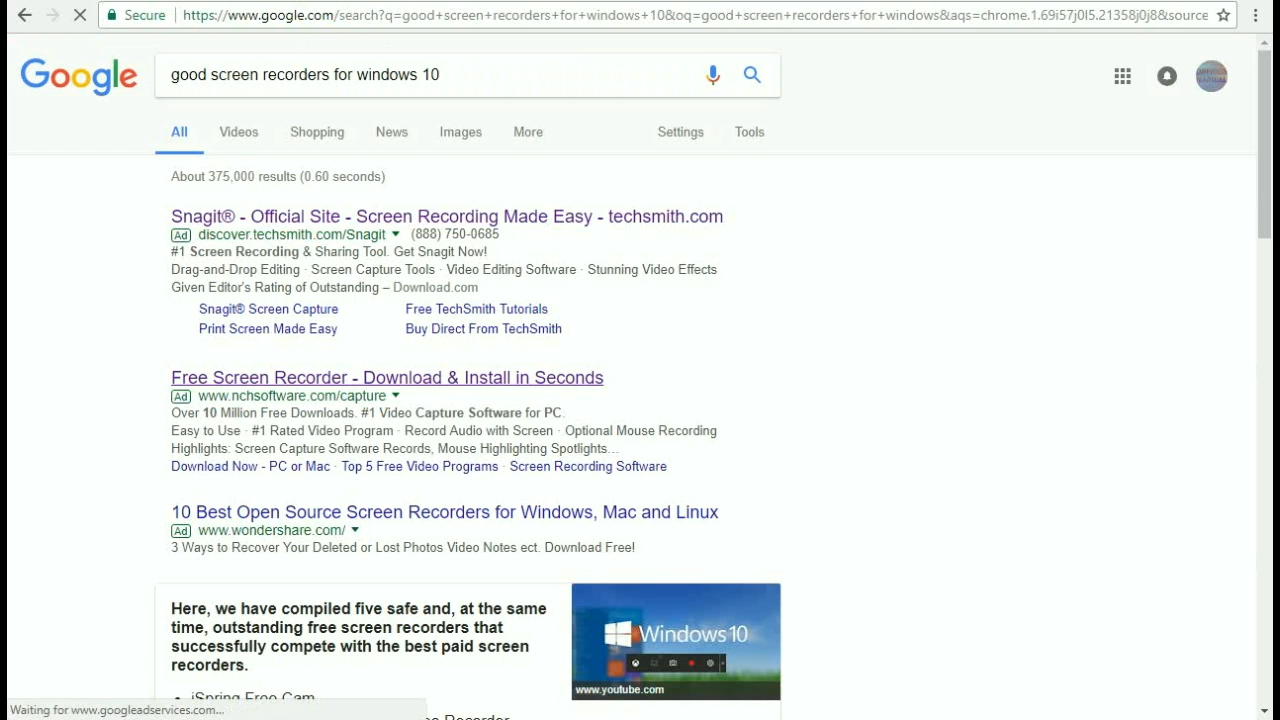 Secure https://www.google.com/search?q=good+screen+recorders+for+windows+10&oq=good+screen+recorders+for+windows&aqs=chrome.1.69i57j0l5.21358j0j8&source
Google
good screen recorders for windows 10
All Videos Shopping News Images More Settings Tools
About 375,000 results (0.60 seconds)
Snagit® - Official Site - Screen Recording Made Easy - techsmith.com
Ad discover.techsmith.com/Snagit (888) 750-0685
#1 Screen Recording & Sharing Tool. Get Snagit Now!
Drag-and-Drop Editing · Screen Capture Tools · Video Editing Software · Stunning Video Effects
Given Editor's Rating of Outstanding – Download.com
Snagit® Screen Capture Free TechSmith Tutorials
Print Screen Made Easy Buy Direct From TechSmith
Free Screen Recorder - Download & Install in Seconds
Ad www.nchsoftware.com/capture
Over 10 Million Free Downloads. #1 Video Capture Software for PC.
Easy to Use · #1 Rated Video Program · Record Audio with Screen · Optional Mouse Recording
Highlights: Screen Capture Software Records, Mouse Highlighting Spotlights…
Download Now - PC or Mac · Top 5 Free Video Programs · Screen Recording Software
10 Best Open Source Screen Recorders for Windows, Mac and Linux
Ad www.wondershare.com/
3 Ways to Recover Your Deleted or Lost Photos Video Notes ect. Download Free!
Here, we have compiled five safe and, at the same
time, outstanding free screen recorders that
successfully compete with the best paid screen
recorders.
Windows 10
www.youtube.com
iSpring Free Cam
Recorder
Waiting for www.googleadservices.com...